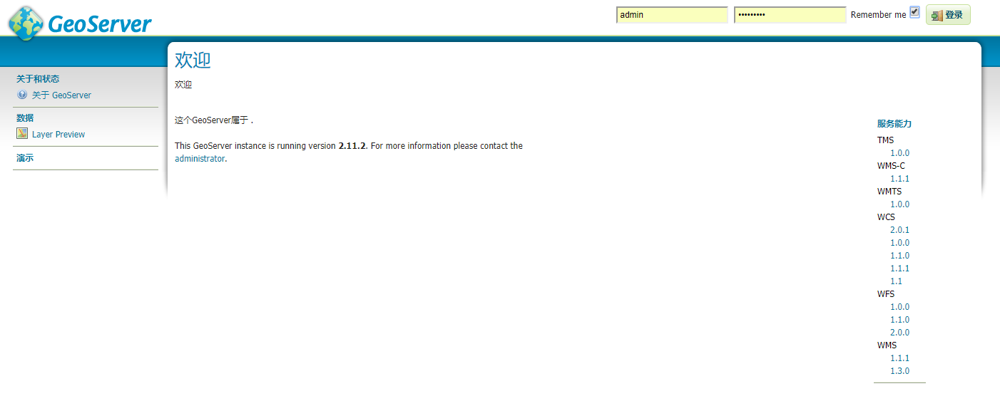 GeoServer
admin
•••••••••
Remember me
登录
关于和状态
关于 GeoServer
数据
Layer Preview
演示
欢迎
欢迎
这个GeoServer属于 .
This GeoServer instance is running version 2.11.2. For more information please contact the
administrator.
服务能力
TMS
1.0.0
WMS-C
1.1.1
WMTS
1.0.0
WCS
2.0.1
1.0.0
1.1.0
1.1.1
1.1
WFS
1.0.0
1.1.0
2.0.0
WMS
1.1.1
1.3.0